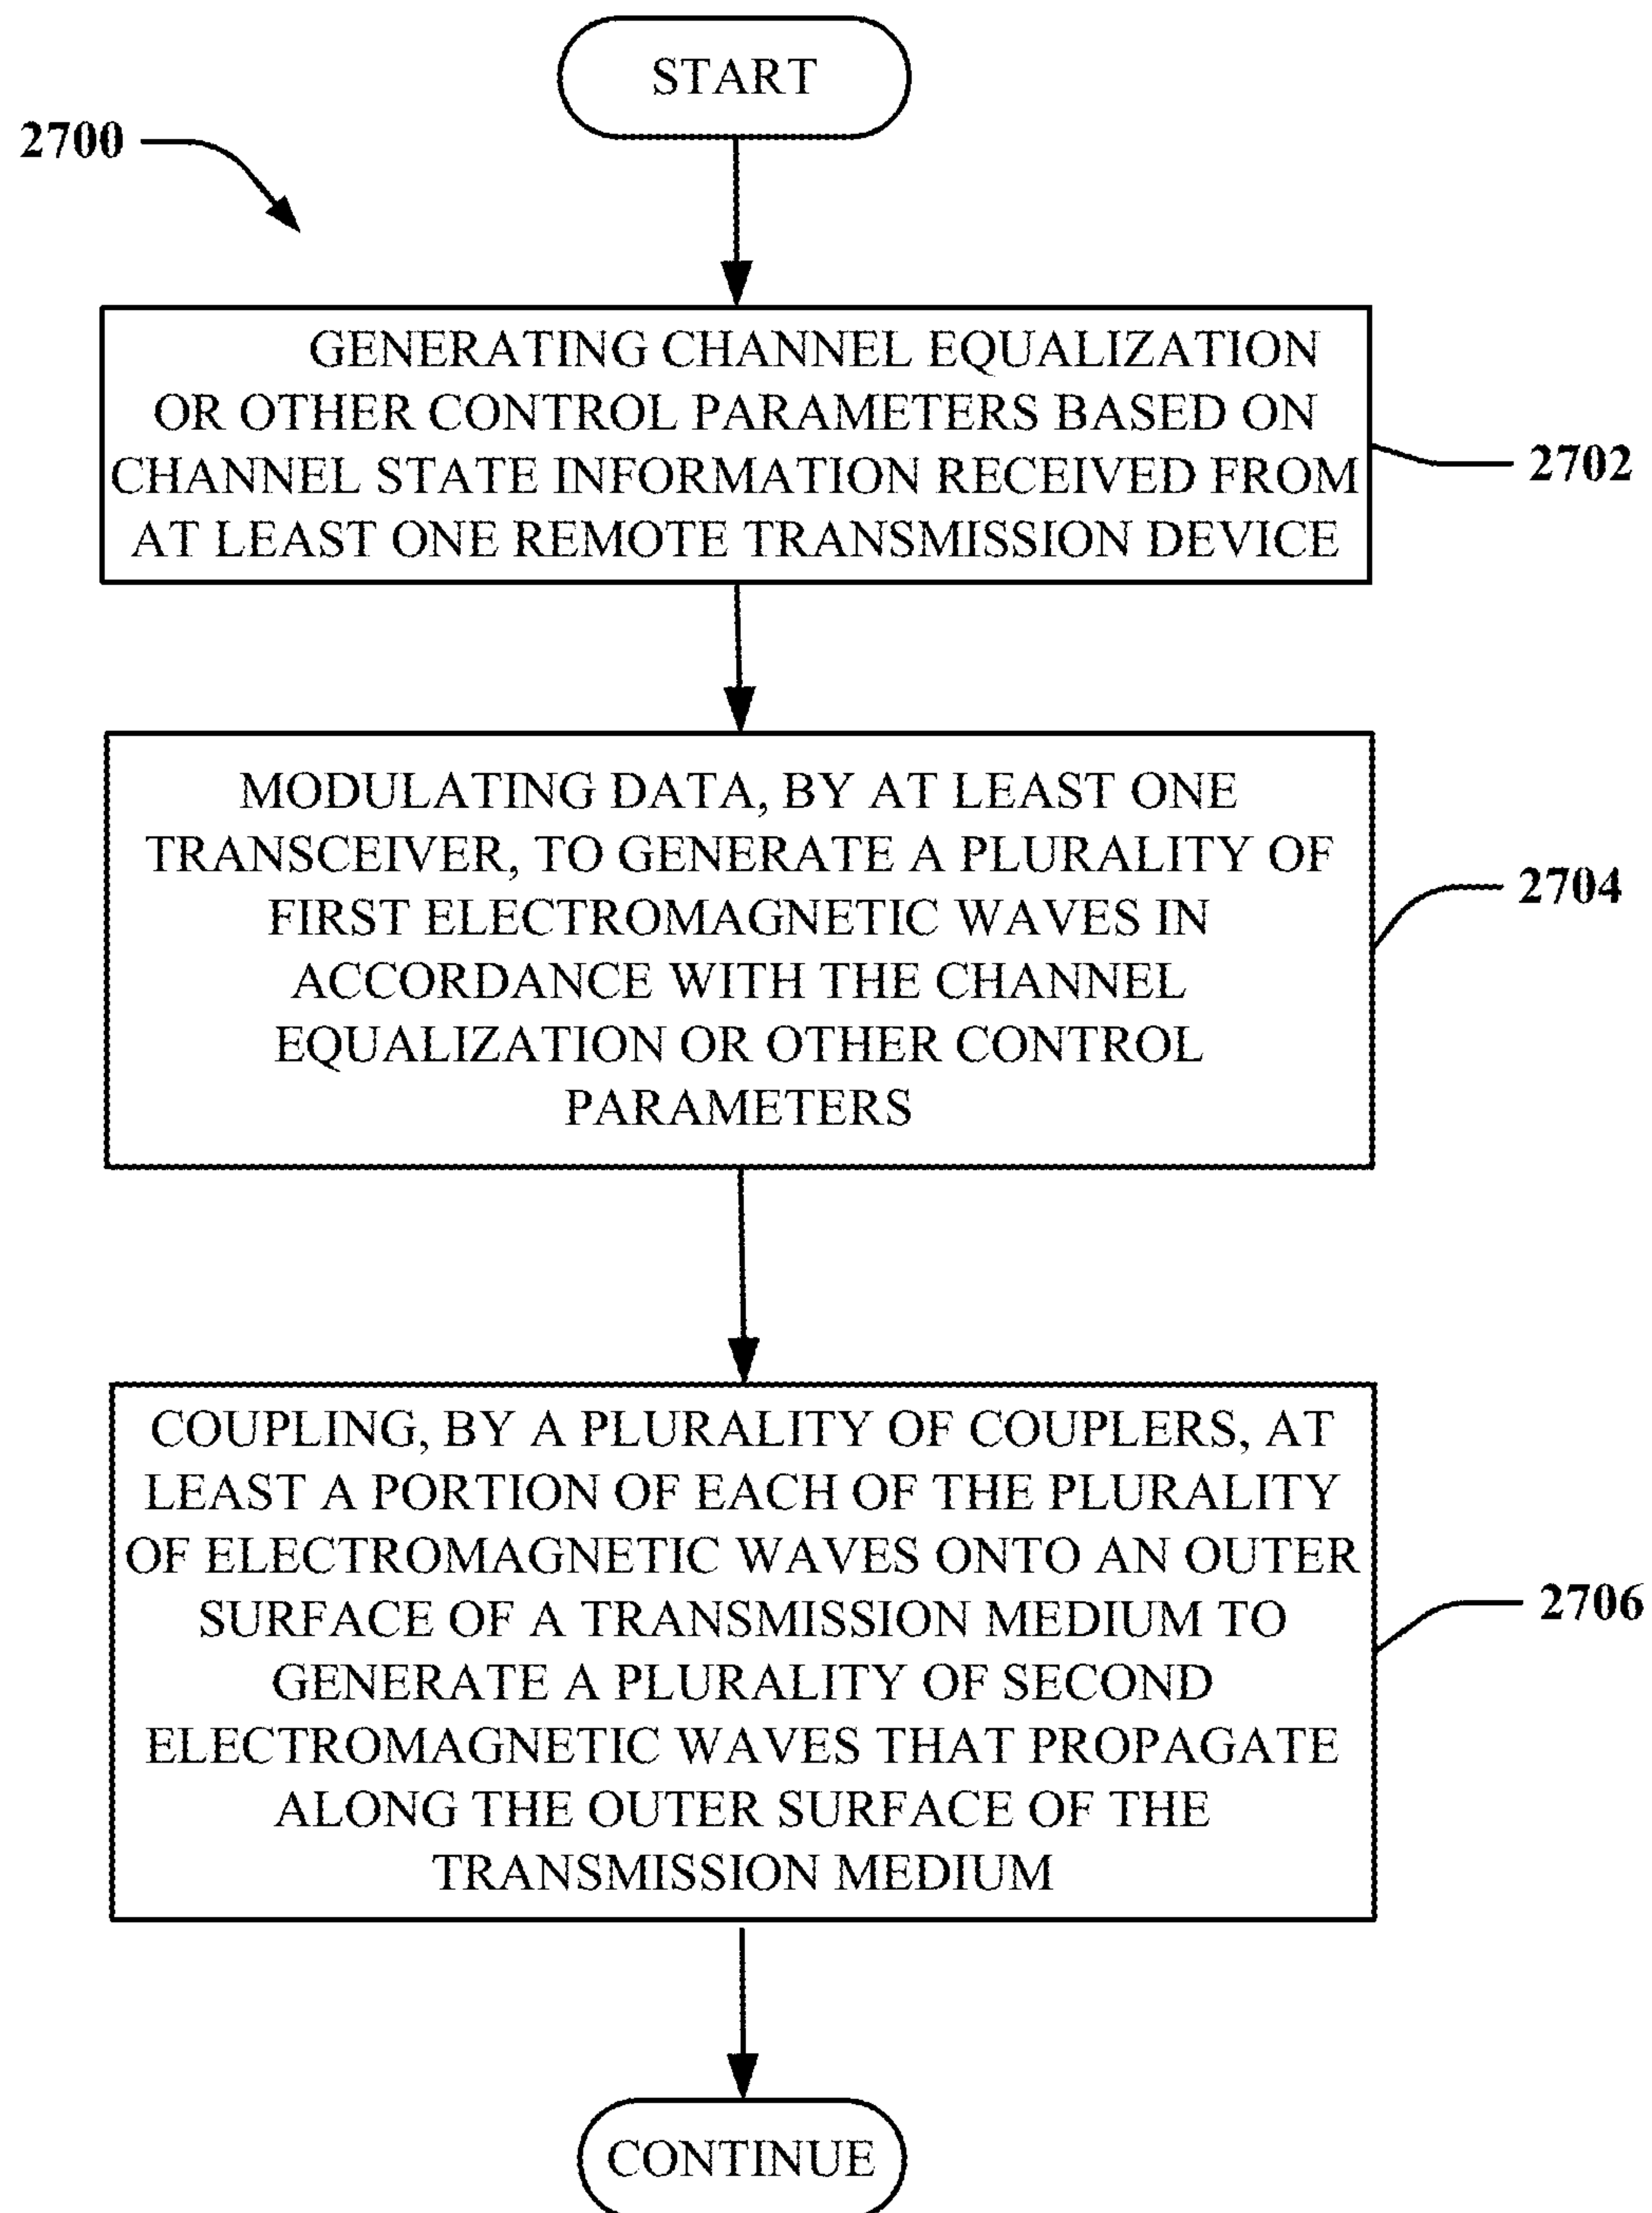 START
2700
GENERATING CHANNEL EQUALIZATION
OR OTHER CONTROL PARAMETERS BASED ON
CHANNEL STATE INFORMATION RECEIVED FROM
AT LEAST ONE REMOTE TRANSMISSION DEVICE
2702
MODULATING DATA, BY AT LEAST ONE
TRANSCEIVER, TO GENERATE A PLURALITY OF
FIRST ELECTROMAGNETIC WAVES IN
ACCORDANCE WITH THE CHANNEL
EQUALIZATION OR OTHER CONTROL
PARAMETERS
2704
COUPLING, BY A PLURALITY OF COUPLERS, AT
LEAST A PORTION OF EACH OF THE PLURALITY
OF ELECTROMAGNETIC WAVES ONTO AN OUTER
SURFACE OF A TRANSMISSION MEDIUM TO
GENERATE A PLURALITY OF SECOND
ELECTROMAGNETIC WAVES THAT PROPAGATE
ALONG THE OUTER SURFACE OF THE
TRANSMISSION MEDIUM
2706
CONTINUE